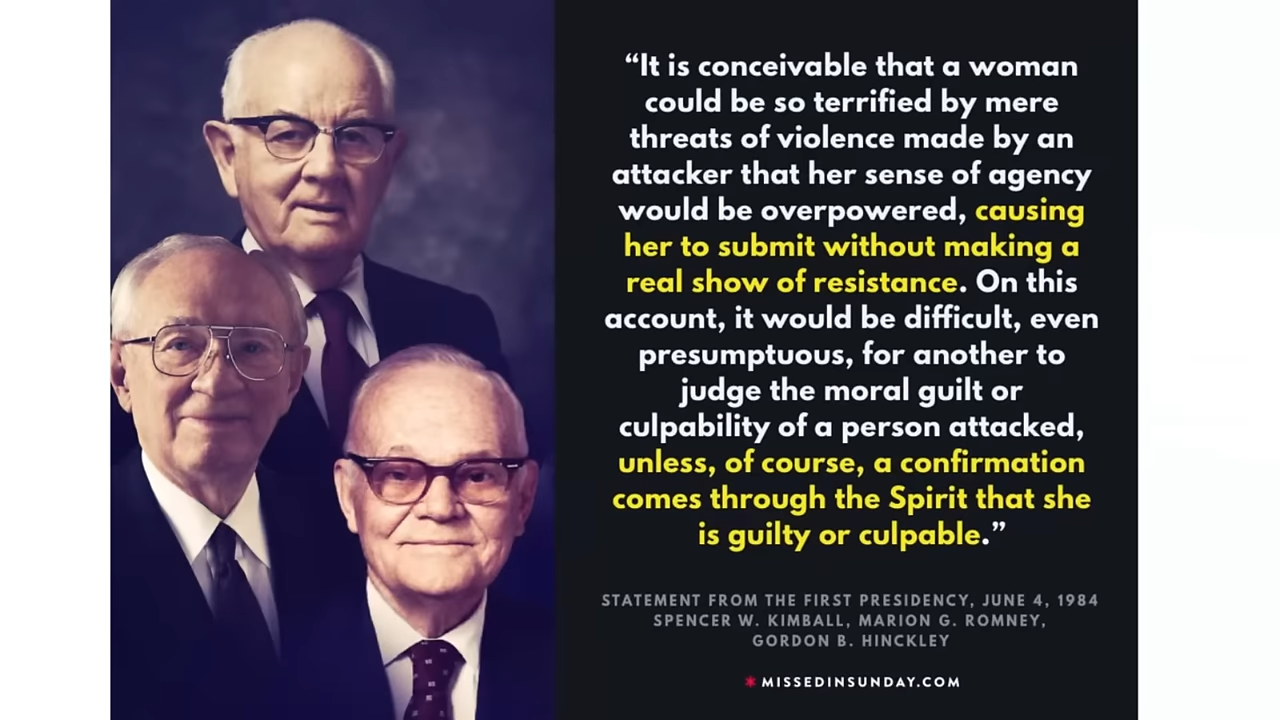 “It is conceivable that a woman
could be so terrified by mere
threats of violence made by an
attacker that her sense of agency
would be overpowered, causing
her to submit without making a
real show of resistance. On this
account, it would be difficult, even
presumptuous, for another to
judge the moral guilt or
culpability of a person attacked,
unless, of course, a confirmation
comes through the Spirit that she
is guilty or culpable.”
STATEMENT FROM THE FIRST PRESIDENCY, JUNE 4, 1984
SPENCER W. KIMBALL, MARION G. ROMNEY,
GORDON B. HINCKLEY
✶ MISSEDINSUNDAY.COM